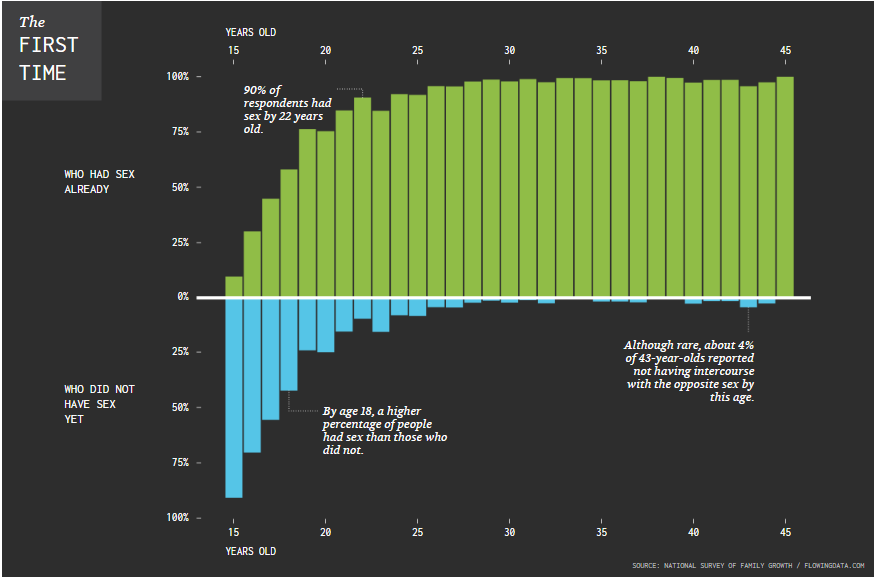 The
FIRST
TIME
YEARS OLD
15 20 25 30 35 40 45
100%
90% of
respondents had
sex by 22 years
old.
75%
WHO HAD SEX
ALREADY
50%
25%
0%
25%
Although rare, about 4%
of 43-year-olds reported
not having intercourse
with the opposite sex by
this age.
WHO DID NOT
HAVE SEX
YET
50%
By age 18, a higher
percentage of people
had sex than those who
did not.
75%
100%
15 20 25 30 35 40 45
YEARS OLD
SOURCE: NATIONAL SURVEY OF FAMILY GROWTH / FLOWINGDATA.COM